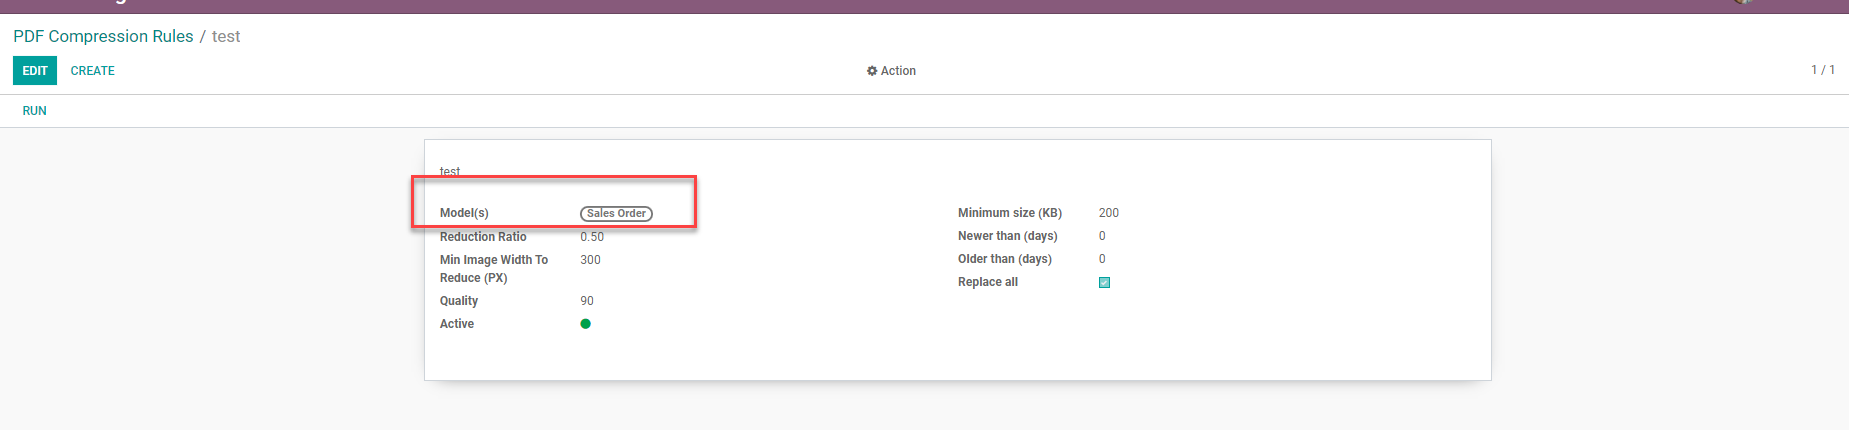 PDF Compression Rules / test
EDIT CREATE
Action
1 / 1
RUN
test
Model(s) Sales Order
Reduction Ratio 0.50
Min Image Width To
Reduce (PX) 300
Quality 90
Active
Minimum size (KB) 200
Newer than (days) 0
Older than (days) 0
Replace all